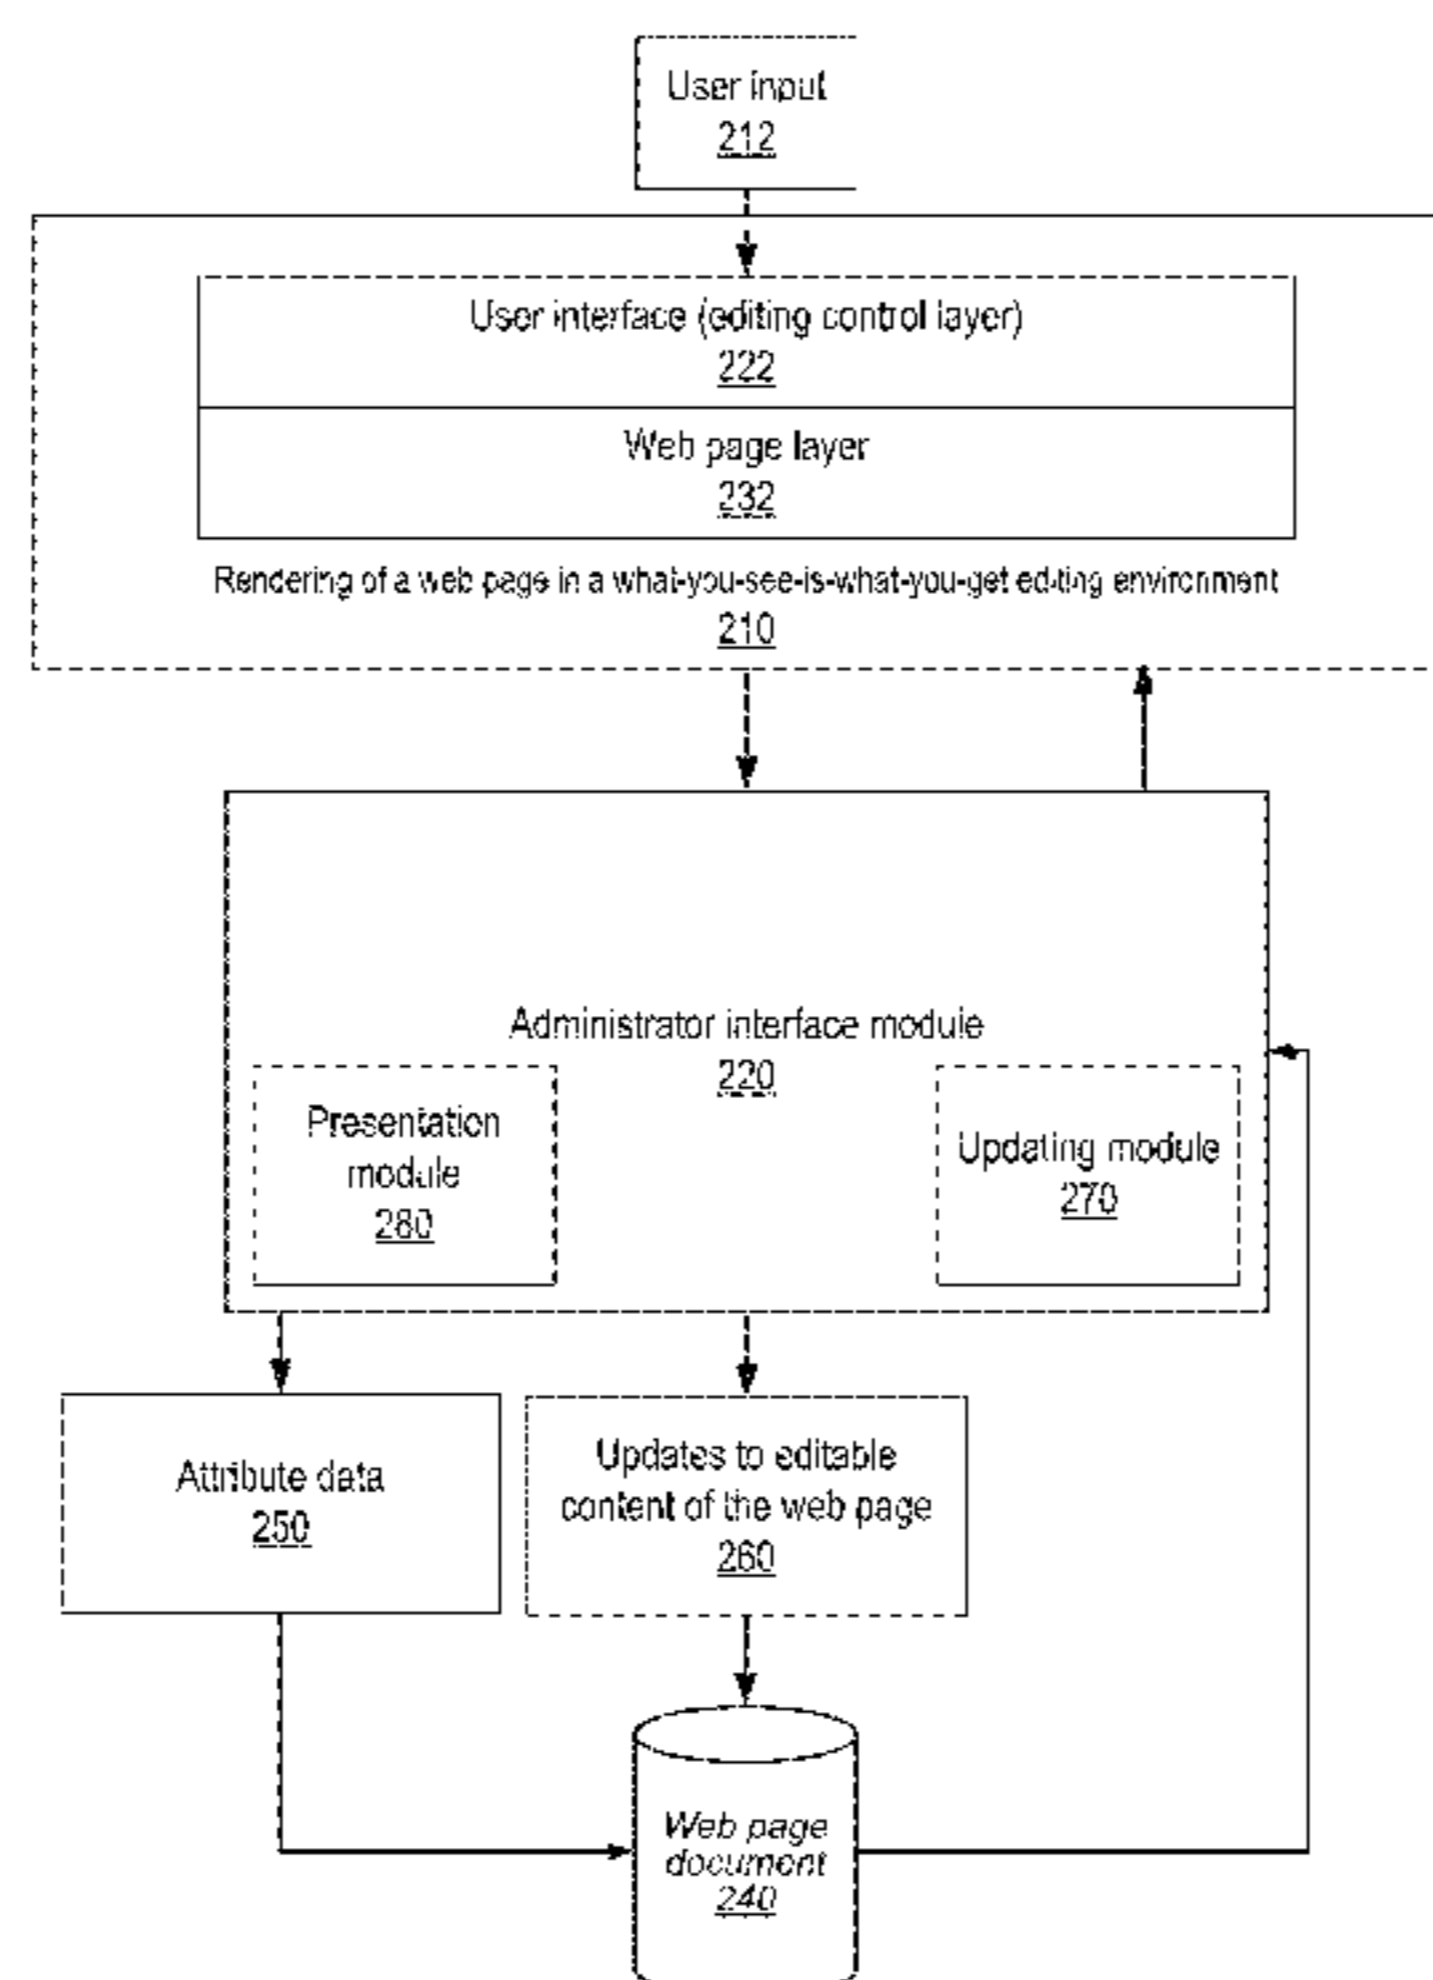 User input
212
User interface (editing control layer)
222
Web page layer
232
Rendering of a web page in a what-you-see-is-what-you-get editing environment
210
Administrator interface module
220
Presentation
module
280
Updating module
270
Attribute data
250
Updates to editable
content of the web page
260
Web page
document
240